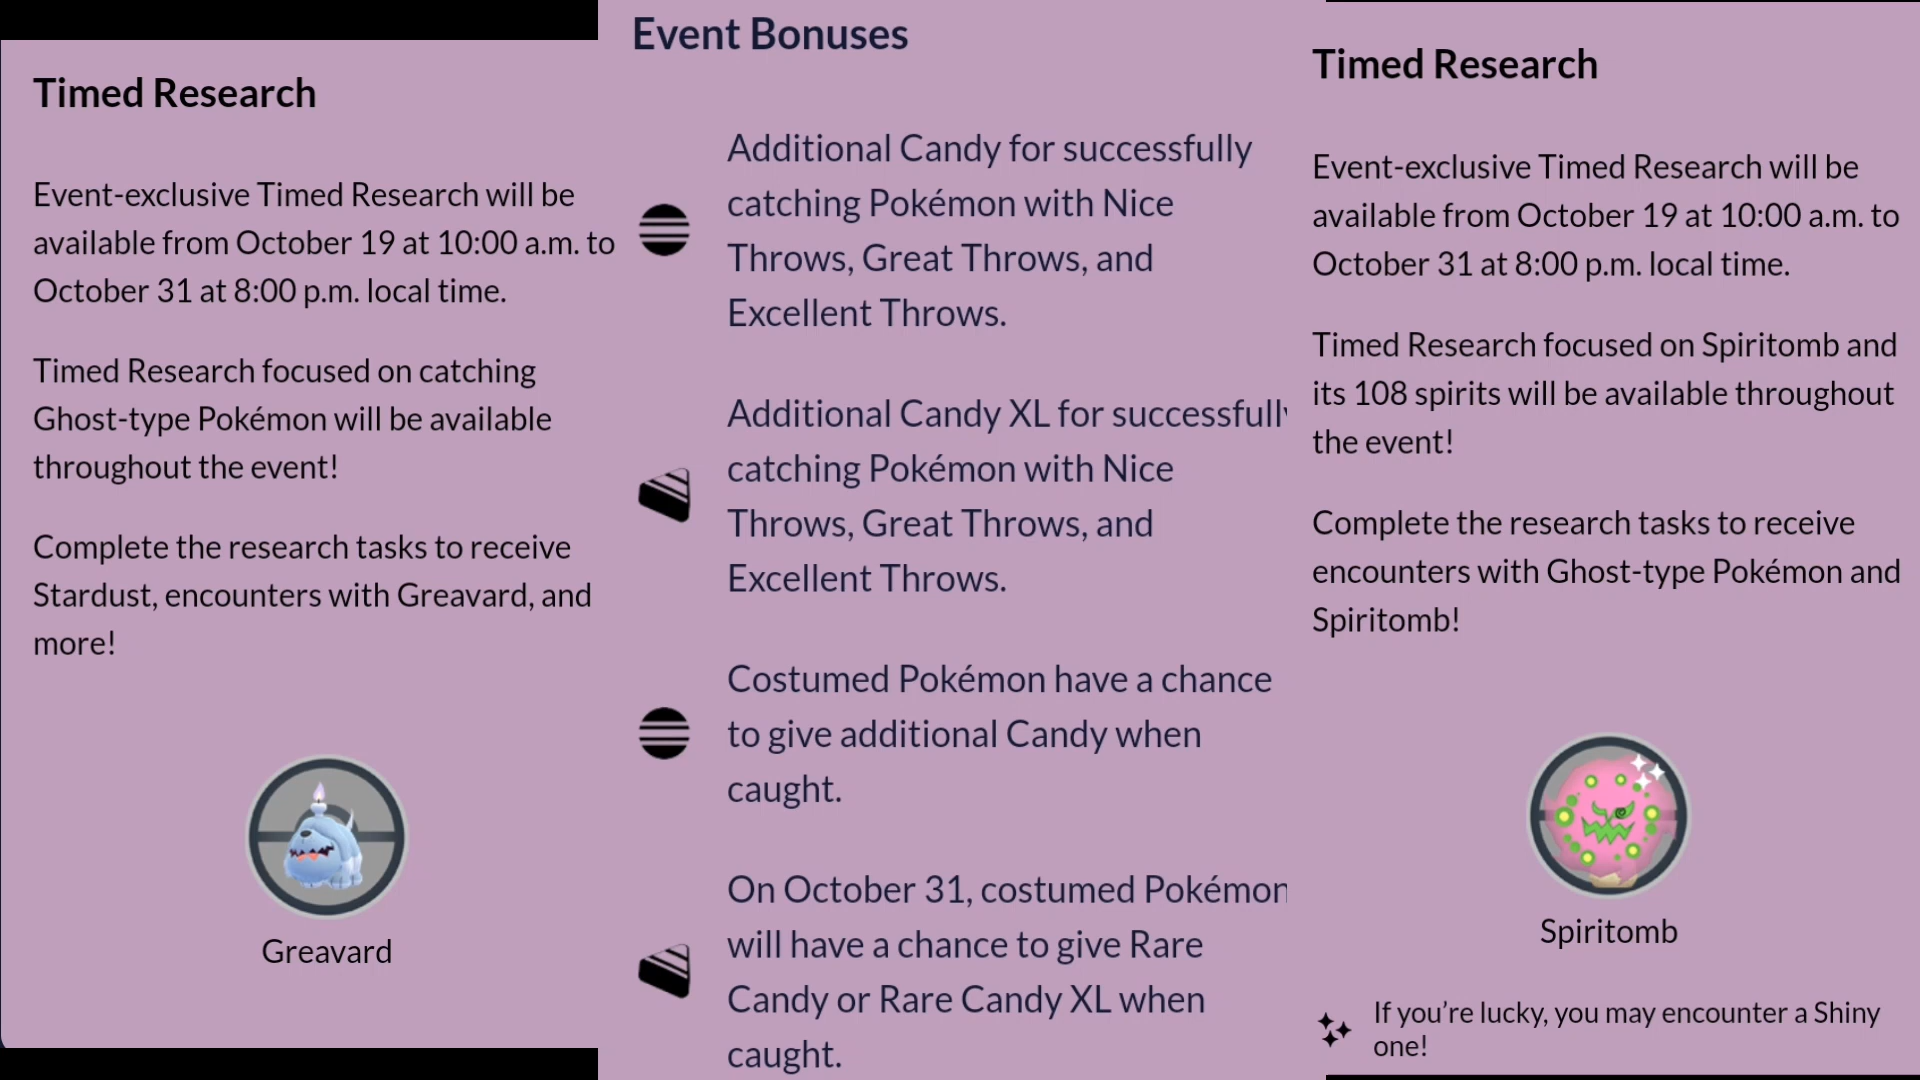 Timed Research
Event-exclusive Timed Research will be
available from October 19 at 10:00 a.m. to
October 31 at 8:00 p.m. local time.
Timed Research focused on catching
Ghost-type Pokémon will be available
throughout the event!
Complete the research tasks to receive
Stardust, encounters with Greavard, and
more!
Greavard
Event Bonuses
Additional Candy for successfully
catching Pokémon with Nice
Throws, Great Throws, and
Excellent Throws.
Additional Candy XL for successfully
catching Pokémon with Nice
Throws, Great Throws, and
Excellent Throws.
Costumed Pokémon have a chance
to give additional Candy when
caught.
On October 31, costumed Pokémon
will have a chance to give Rare
Candy or Rare Candy XL when
caught.
Timed Research
Event-exclusive Timed Research will be
available from October 19 at 10:00 a.m. to
October 31 at 8:00 p.m. local time.
Timed Research focused on Spiritomb and
its 108 spirits will be available throughout
the event!
Complete the research tasks to receive
encounters with Ghost-type Pokémon and
Spiritomb!
Spiritomb
If you’re lucky, you may encounter a Shiny
one!